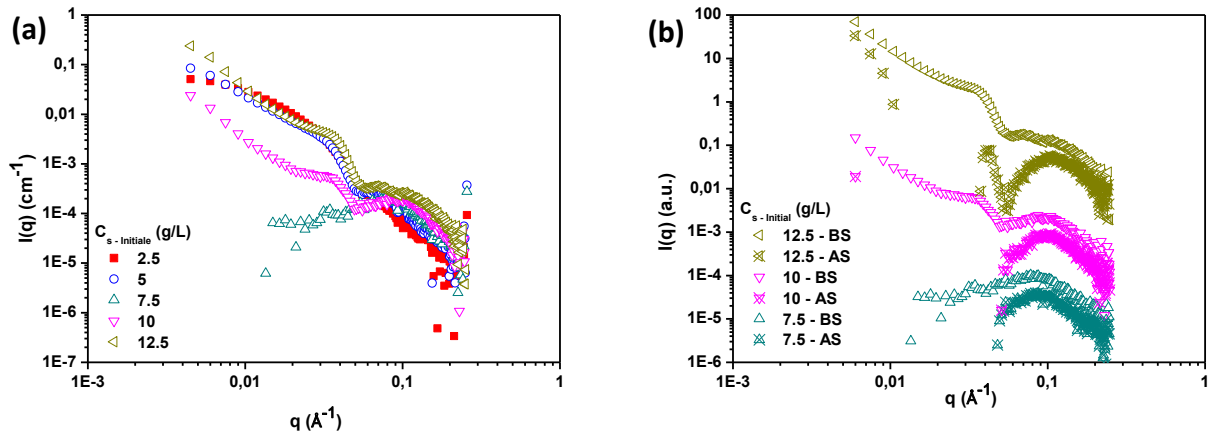 (a)
1
0,1
0,01
1E-3
1E-4
1E-5
1E-6
1E-7
I(q) (cm⁻¹)
C s - Initiale (g/L)
2.5
5
7.5
10
12.5
1E-3
0,01
0,1
1
q (Å⁻¹)
(b)
100
10
1
0,1
0,01
1E-3
1E-4
1E-5
1E-6
I(q) (a.u.)
C s - Initial (g/L)
12.5 - BS
12.5 - AS
10 - BS
10 - AS
7.5 - BS
7.5 - AS
1E-3
0,01
0,1
1
q (Å⁻¹)